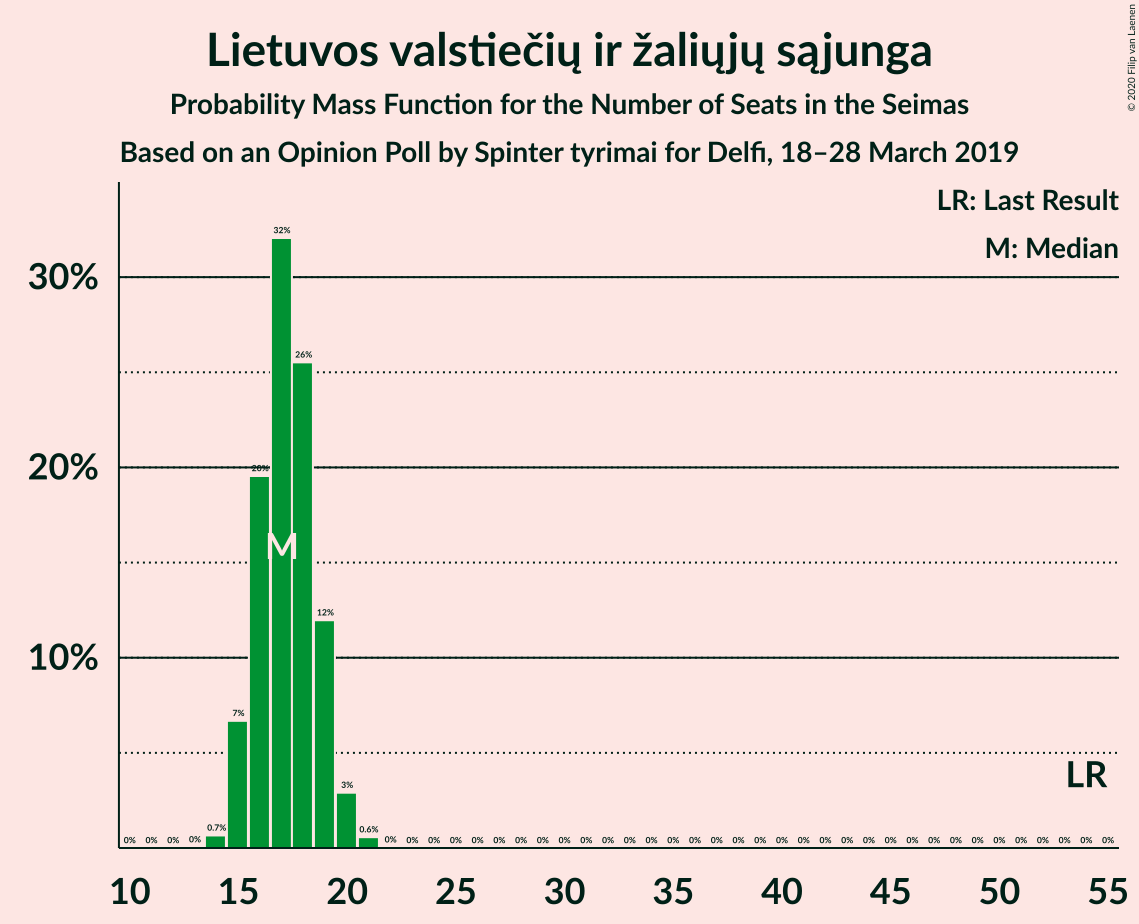 Lietuvos valstiečių ir žaliųjų sąjunga
Probability Mass Function for the Number of Seats in the Seimas
Based on an Opinion Poll by Spinter tyrimai for Delfi, 18–28 March 2019
© 2020 Filip van Laenen
LR: Last Result
M: Median
30%
20%
10%
0% 0% 0% 0% 0.7% 7% 20% 32% 26% 12% 3% 0.6% 0% 0% 0% 0% 0% 0% 0% 0% 0% 0% 0% 0% 0% 0% 0% 0% 0% 0% 0% 0% 0% 0% 0% 0% 0% 0% 0% 0% 0% 0% 0% 0% 0% 0%
M
LR
10 15 20 25 30 35 40 45 50 55